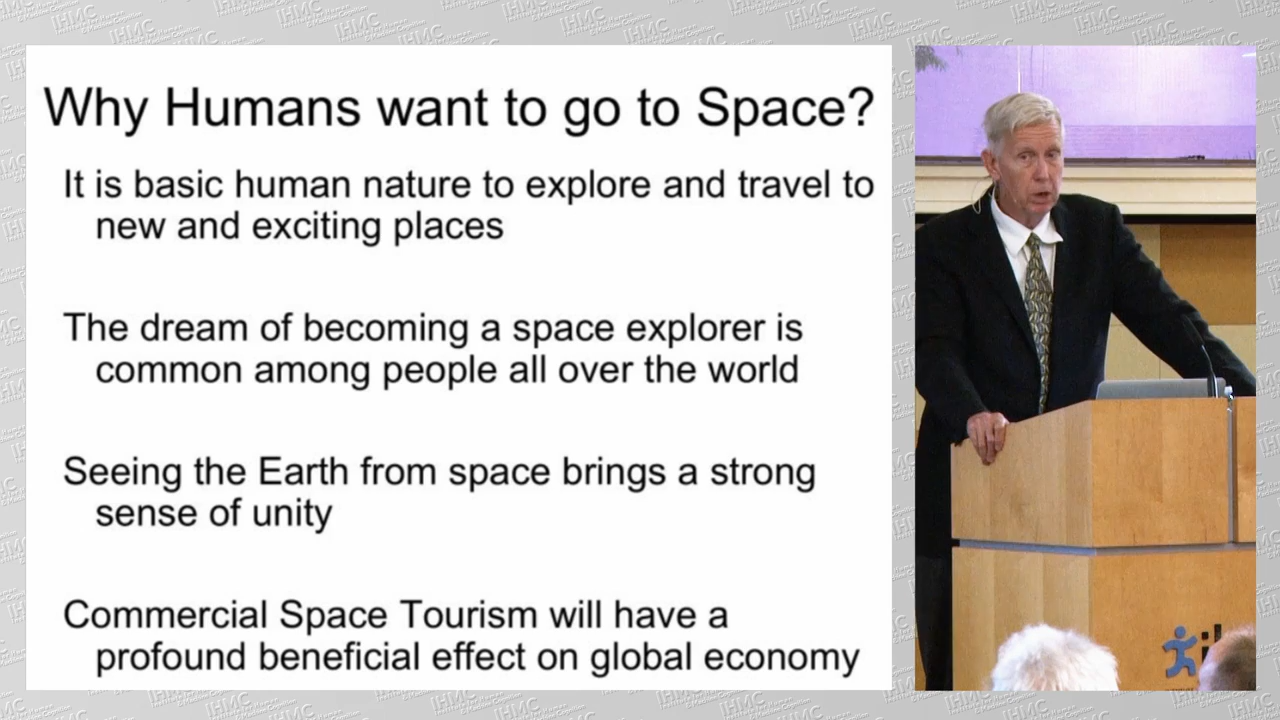 Why Humans want to go to Space?
It is basic human nature to explore and travel to
new and exciting places
The dream of becoming a space explorer is
common among people all over the world
Seeing the Earth from space brings a strong
sense of unity
Commercial Space Tourism will have a
profound beneficial effect on global economy
IHMC